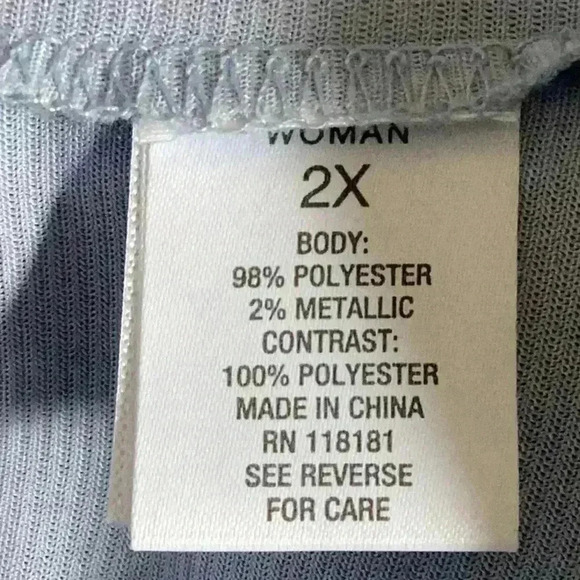 WOMAN
2X
BODY:
98% POLYESTER
2% METALLIC
CONTRAST:
100% POLYESTER
MADE IN CHINA
RN 118181
SEE REVERSE
FOR CARE